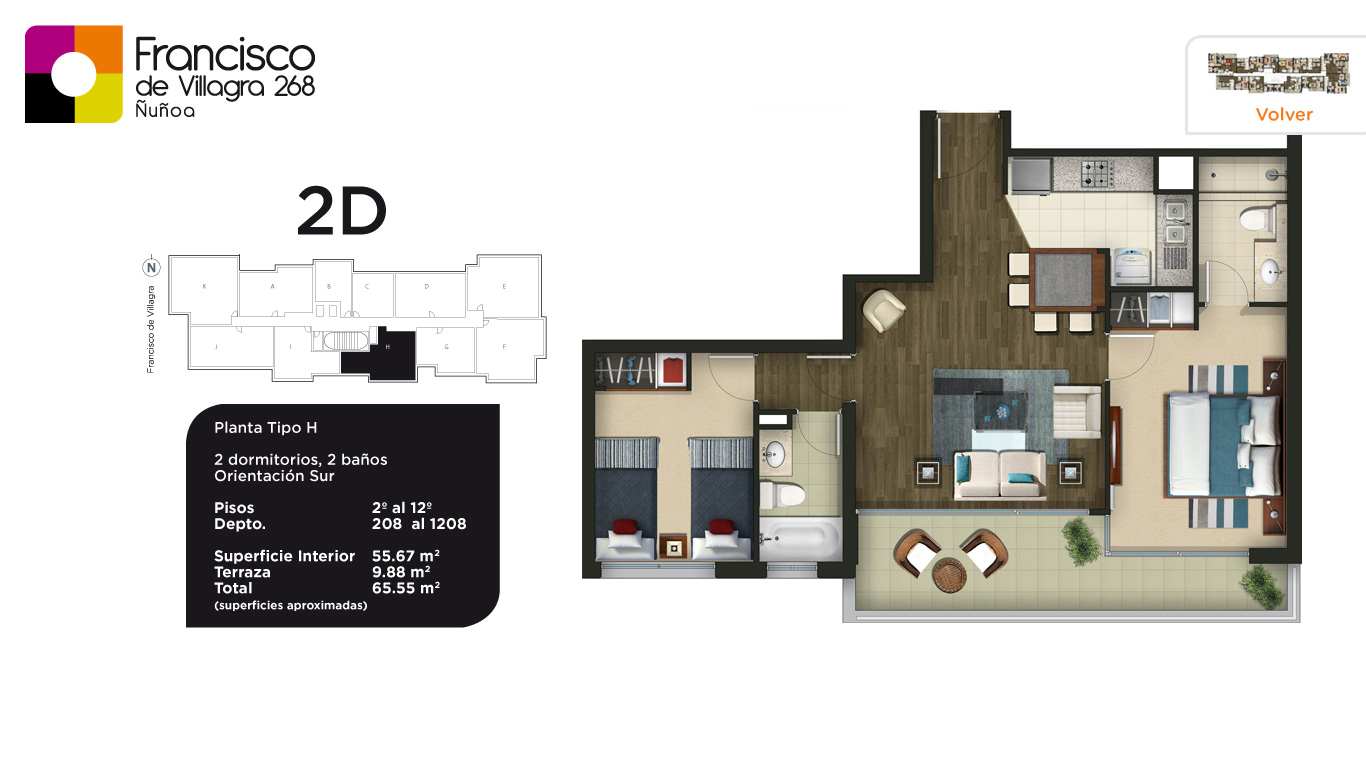 Francisco
de Villagra 268
Ñuñoa
Volver
2D
N
Francisco de Villagra
K
A
B
C
D
E
J
I
H
G
F
Planta Tipo H
2 dormitorios, 2 baños
Orientación Sur
Pisos 2º al 12º
Depto. 208 al 1208
Superficie Interior 55.67 m²
Terraza 9.88 m²
Total 65.55 m²
(superficies aproximadas)